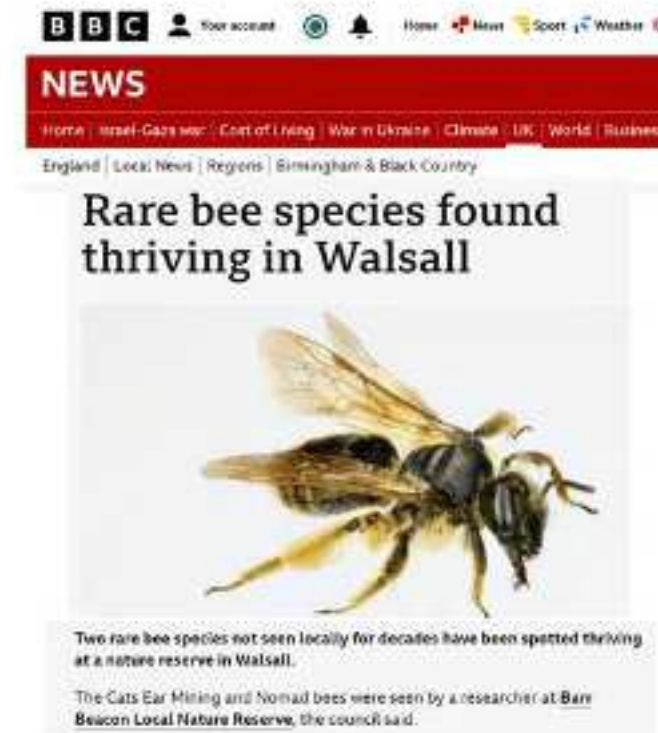 BBC Your account Home News Sport Weather
NEWS
Home Israel-Gaza war Cost of Living War in Ukraine Climate UK World Business
England Local News Regions Birmingham & Black Country
Rare bee species found
thriving in Walsall
Two rare bee species not seen locally for decades have been spotted thriving
at a nature reserve in Walsall.
The Cats Ear Mining and Nomad bees were seen by a researcher at Barr
Beacon Local Nature Reserve, the council said.